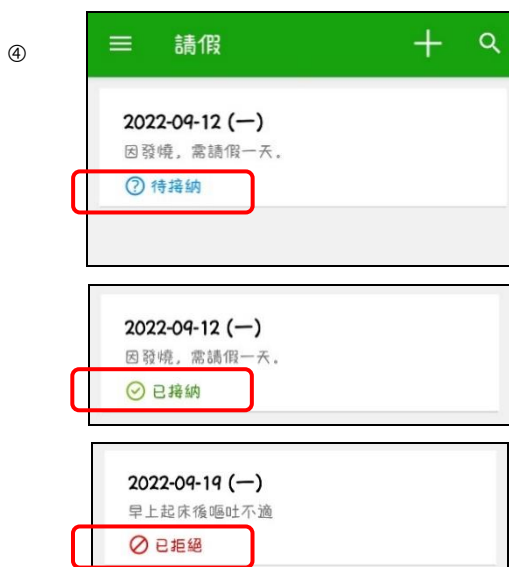 ④
請假
2022-09-12 (一)
因發燒，需請假一天．
待接納
2022-09-12 (一)
因發燒，需請假一天．
已接納
2022-09-19 (一)
早上起床後嘔吐不適
已拒絕